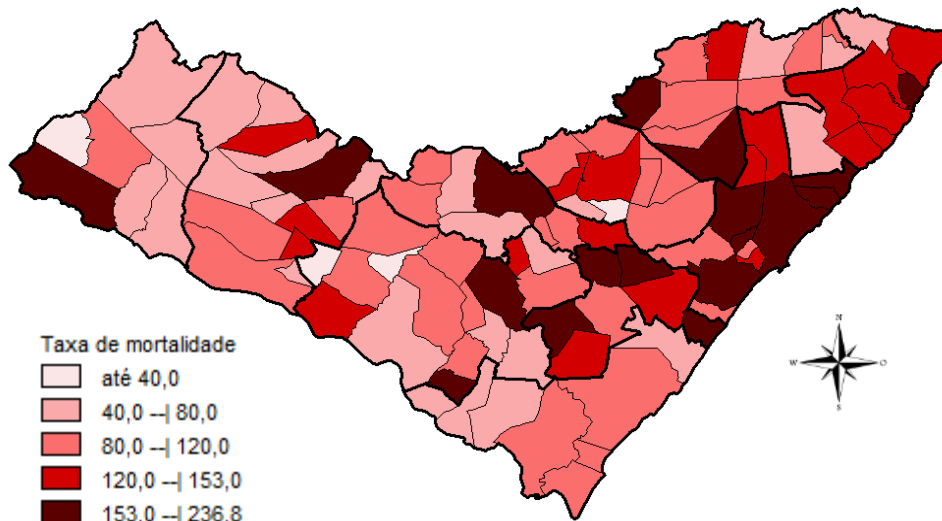 Taxa de mortalidade
até 40,0
40,0 --| 80,0
80,0 --| 120,0
120,0 --| 153,0
153,0 --| 236,8
N
W
O
S